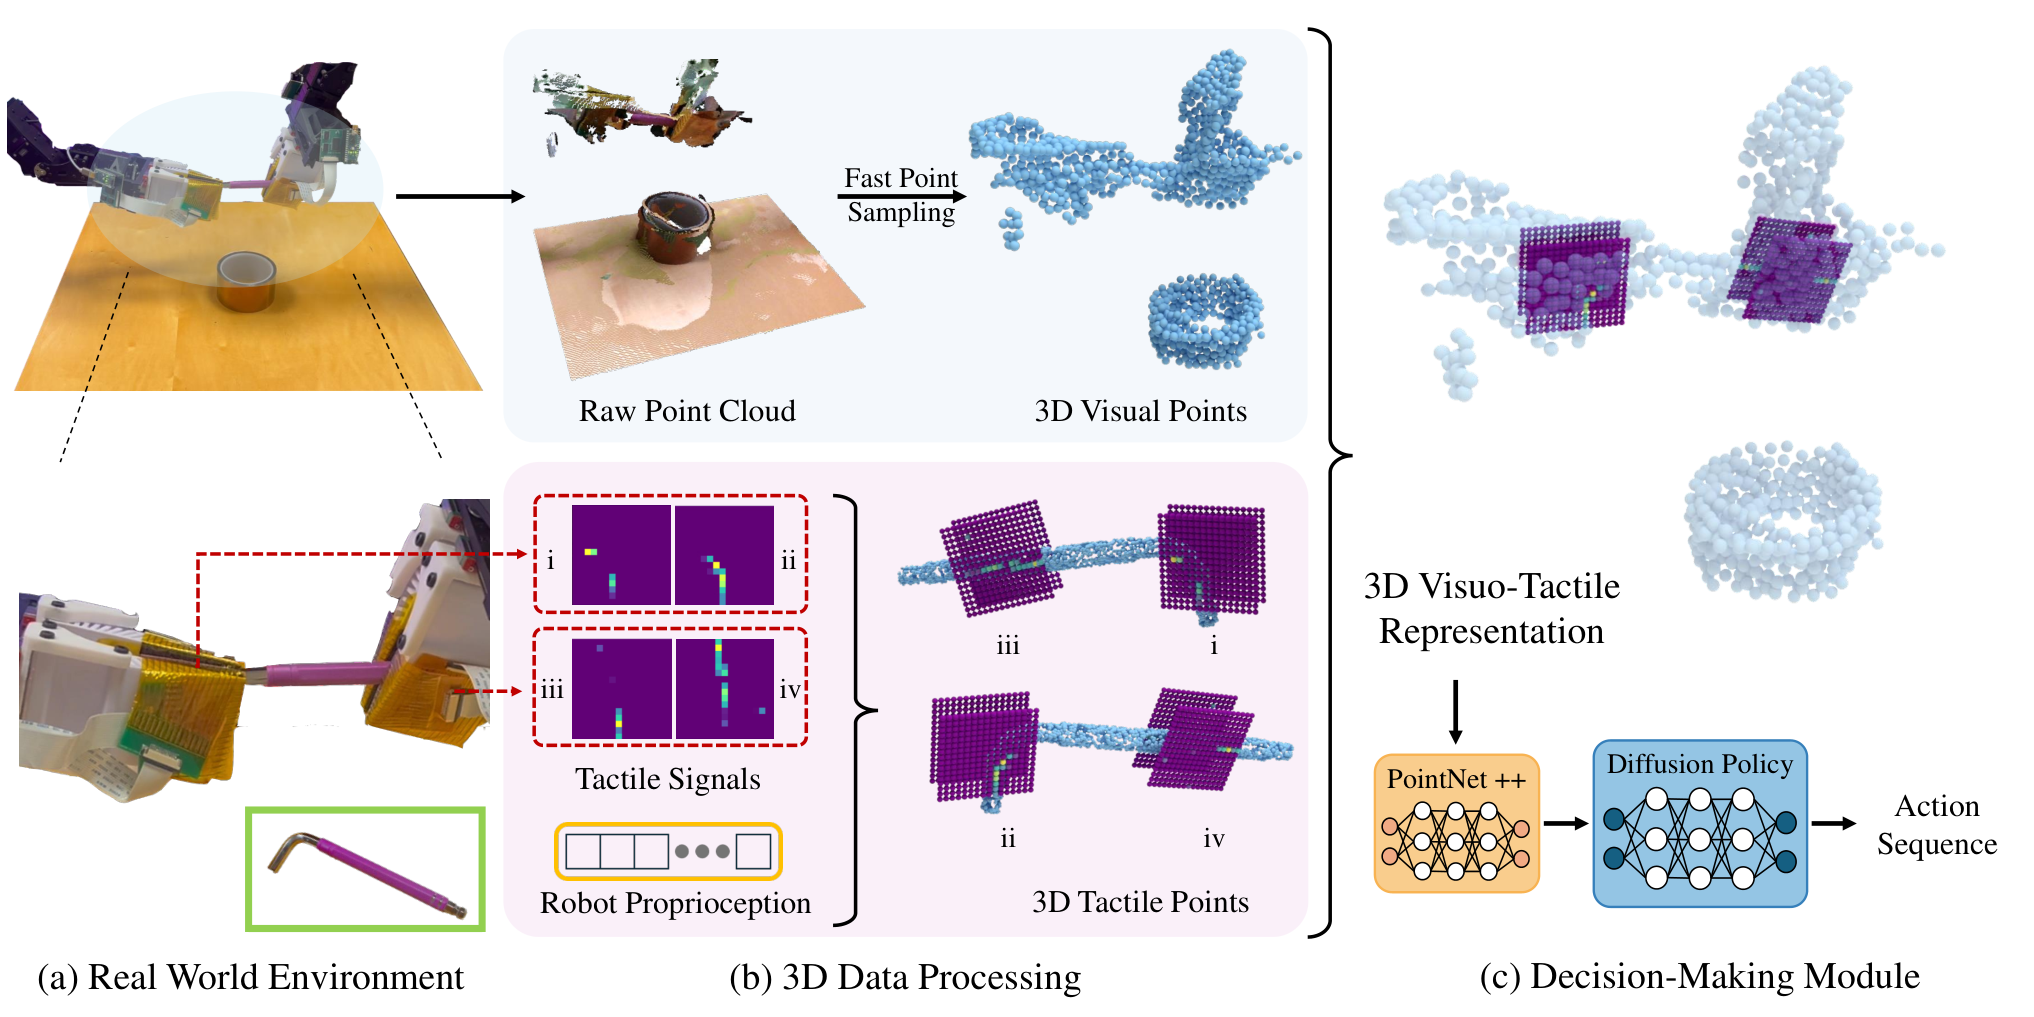 Fast Point
Sampling
Raw Point Cloud
3D Visual Points
i
ii
iii
iv
Tactile Signals
Robot Proprioception
iii
i
ii
iv
3D Tactile Points
3D Visuo-Tactile
Representation
PointNet ++
Diffusion Policy
Action
Sequence
(a) Real World Environment
(b) 3D Data Processing
(c) Decision-Making Module